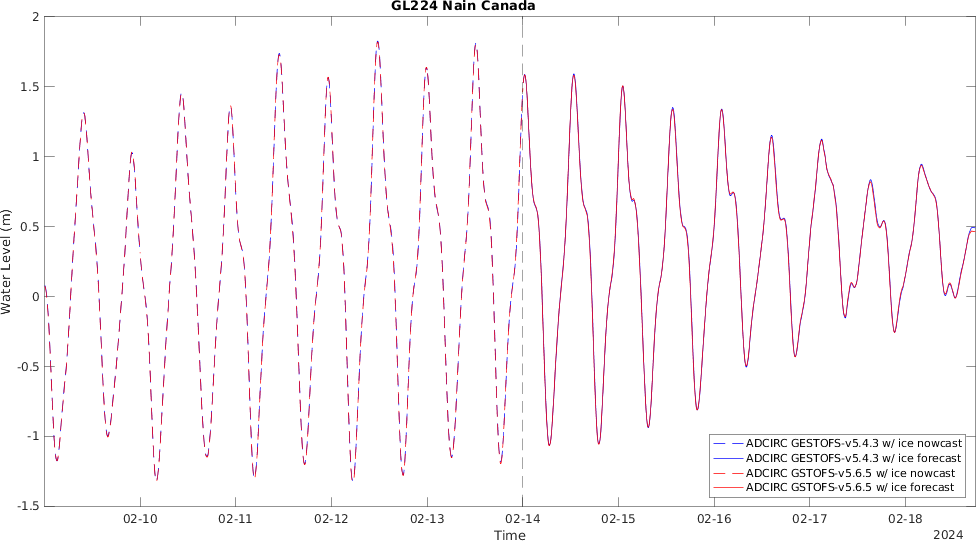 GL224 Nain Canada
2
1.5
1
0.5
0
-0.5
-1
-1.5
Water Level (m)
ADCIRC GESTOFS-v5.4.3 w/ ice nowcast
ADCIRC GESTOFS-v5.4.3 w/ ice forecast
ADCIRC GSTOFS-v5.6.5 w/ ice nowcast
ADCIRC GSTOFS-v5.6.5 w/ ice forecast
02-10 02-11 02-12 02-13 02-14 02-15 02-16 02-17 02-18
Time
2024